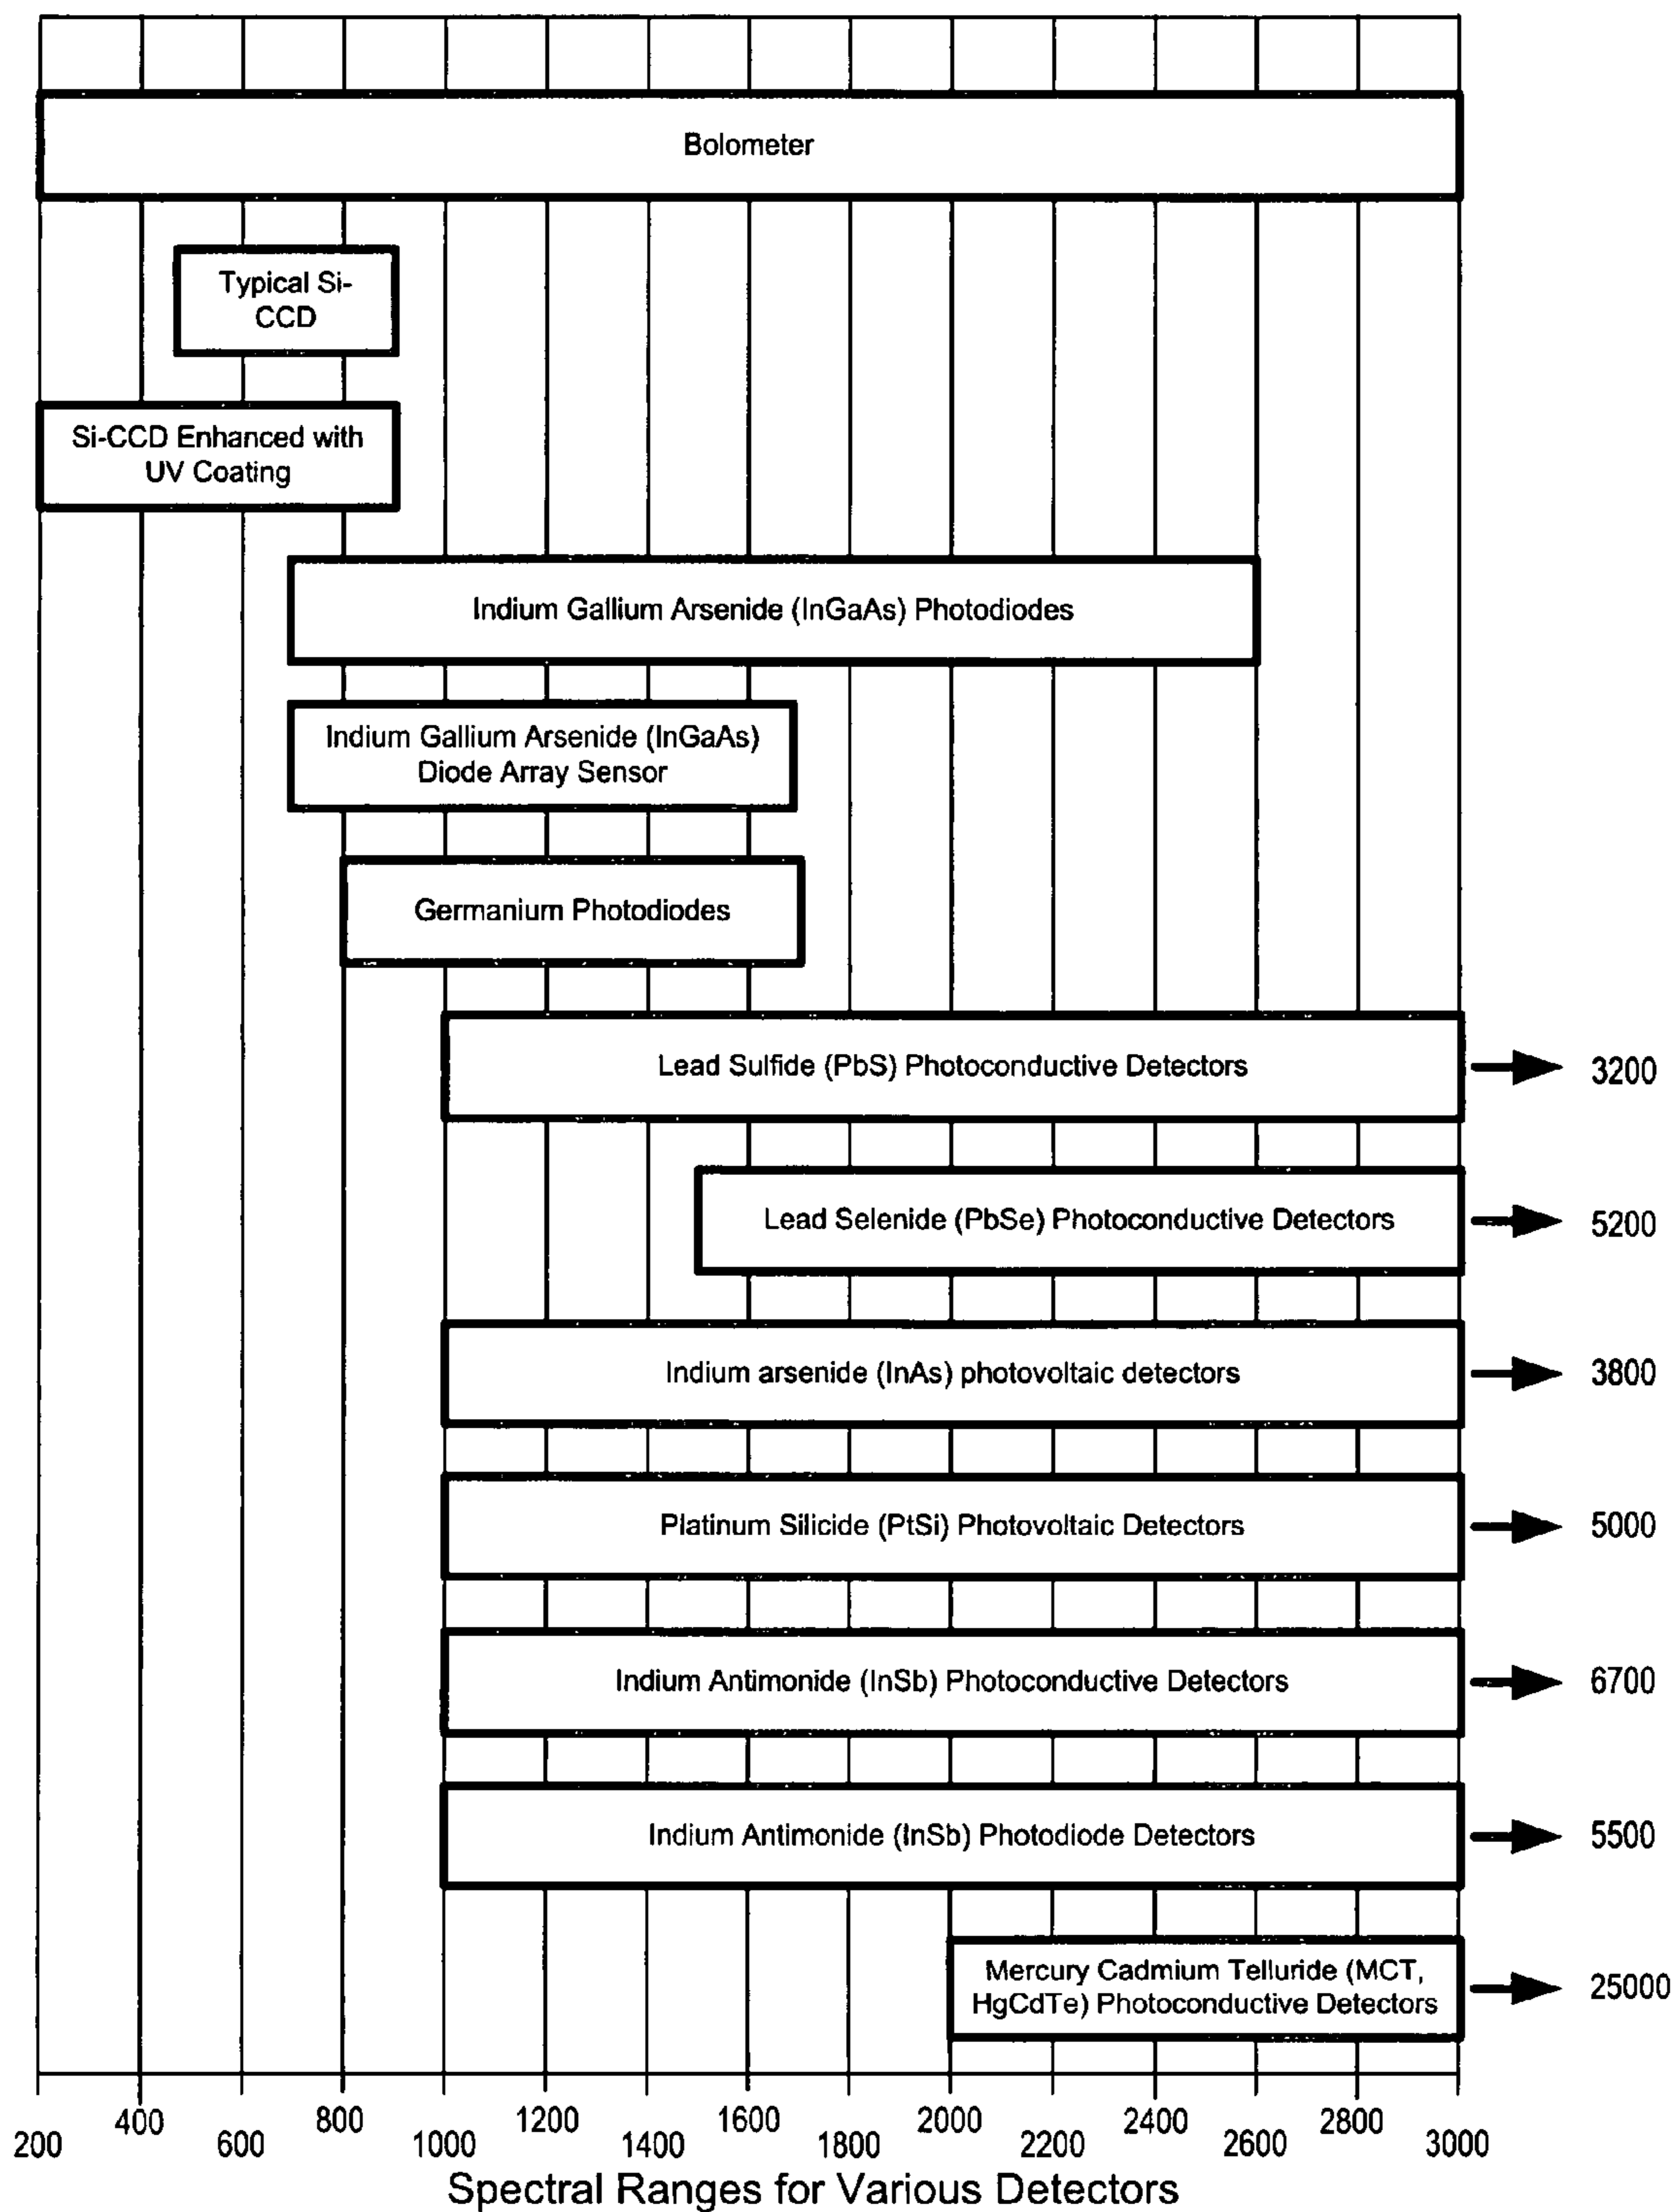 Bolometer
Typical Si-
CCD
Si-CCD Enhanced with
UV Coating
Indium Gallium Arsenide (InGaAs) Photodiodes
Indium Gallium Arsenide (InGaAs)
Diode Array Sensor
Germanium Photodiodes
Lead Sulfide (PbS) Photoconductive Detectors 3200
Lead Selenide (PbSe) Photoconductive Detectors 5200
Indium arsenide (InAs) photovoltaic detectors 3800
Platinum Silicide (PtSi) Photovoltaic Detectors 5000
Indium Antimonide (InSb) Photoconductive Detectors 6700
Indium Antimonide (InSb) Photodiode Detectors 5500
Mercury Cadmium Telluride (MCT,
HgCdTe) Photoconductive Detectors 25000
400 800 1200 1600 2000 2400 2800
200 600 1000 1400 1800 2200 2600 3000
Spectral Ranges for Various Detectors